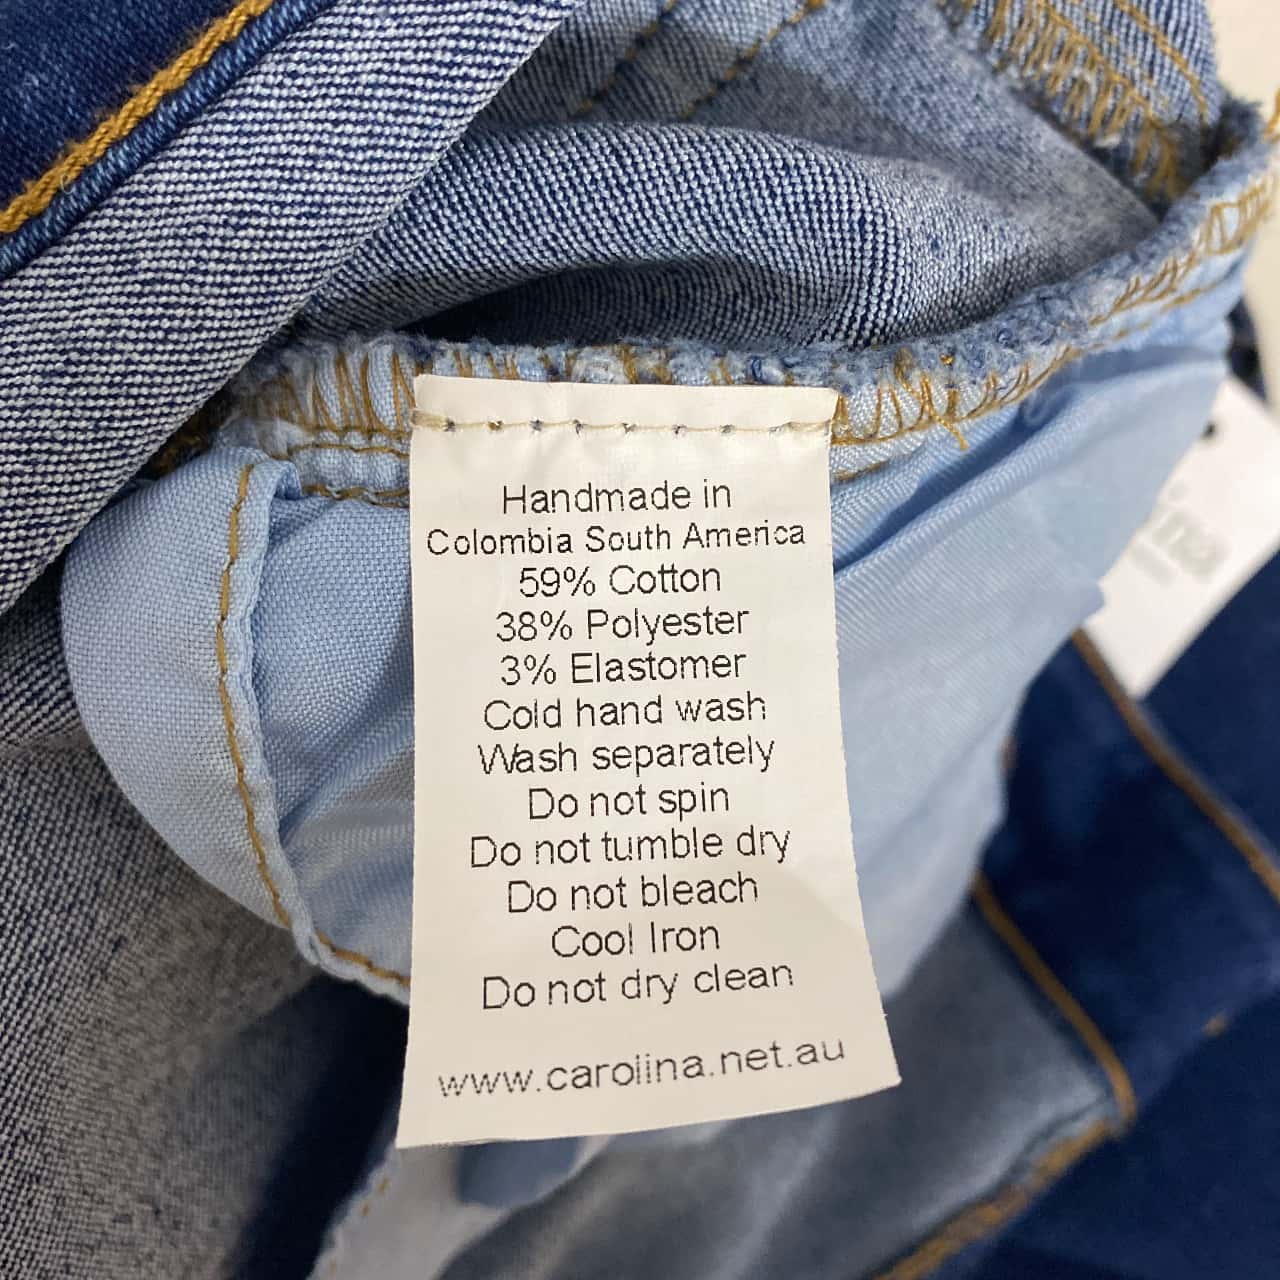 Handmade in
Colombia South America
59% Cotton
38% Polyester
3% Elastomer
Cold hand wash
Wash separately
Do not spin
Do not tumble dry
Do not bleach
Cool Iron
Do not dry clean
www.caroiina.net.au